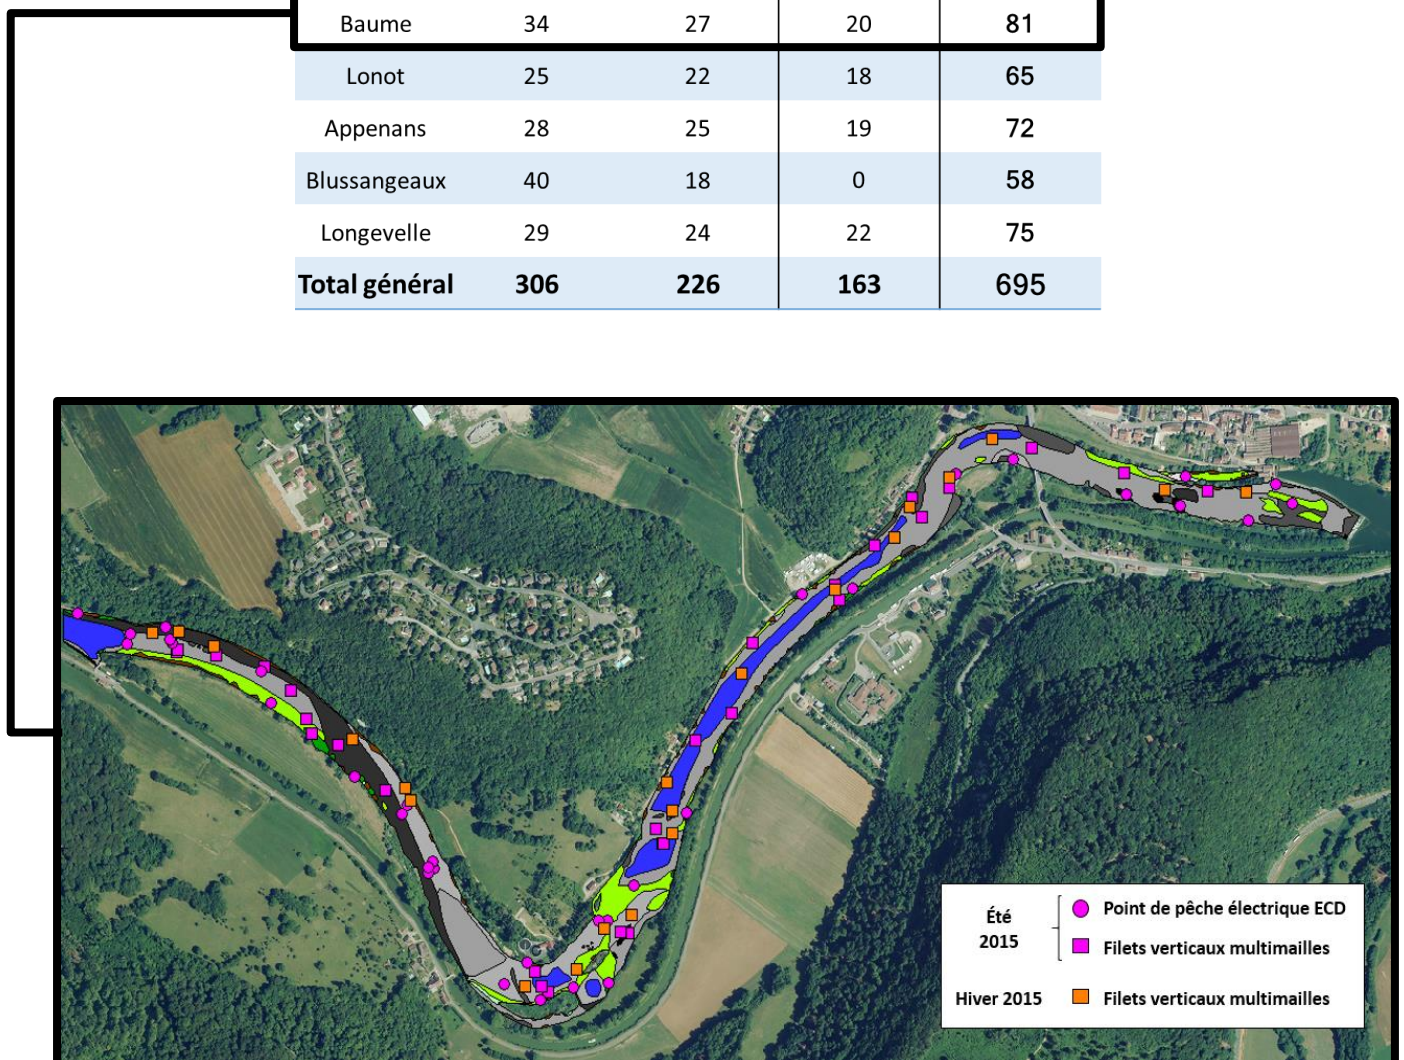 Baume 34 27 20 81
Lonot 25 22 18 65
Appenans 28 25 19 72
Blussangeaux 40 18 0 58
Longevelle 29 24 22 75
Total général 306 226 163 695
Été
2015
Point de pêche électrique ECD
Filets verticaux multimailles
Hiver 2015 Filets verticaux multimailles